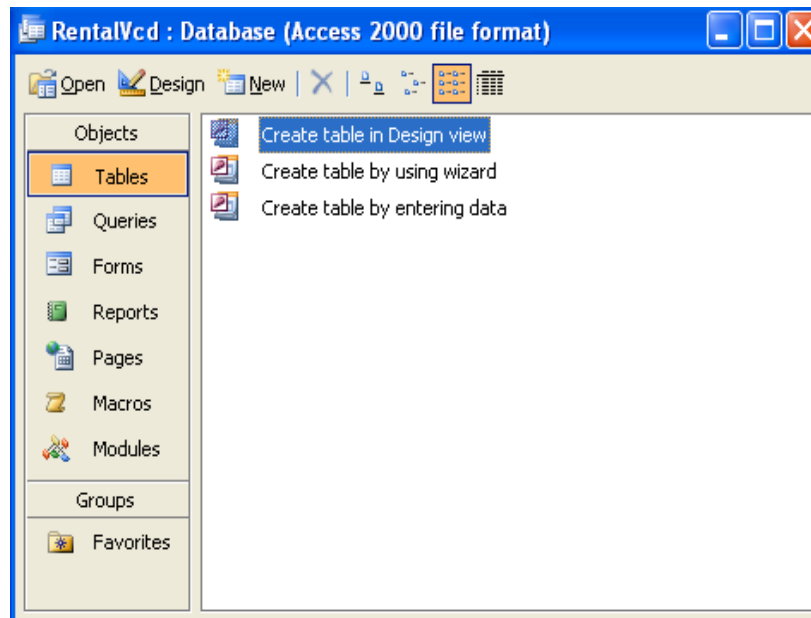 RentalVcd : Database (Access 2000 file format)
Open Design New
Objects
Tables
Queries
Forms
Reports
Pages
Macros
Modules
Groups
Favorites
Create table in Design view
Create table by using wizard
Create table by entering data